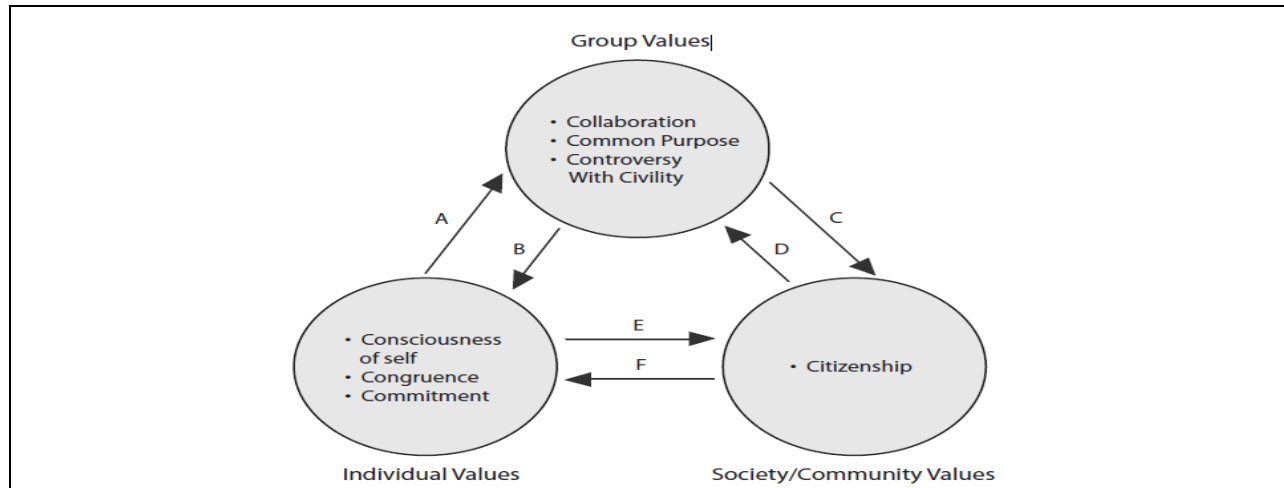 Group Values
• Collaboration
• Common Purpose
• Controversy
With Civility
A
B
C
D
• Consciousness
of self
• Congruence
• Commitment
E
F
• Citizenship
Individual Values
Society/Community Values